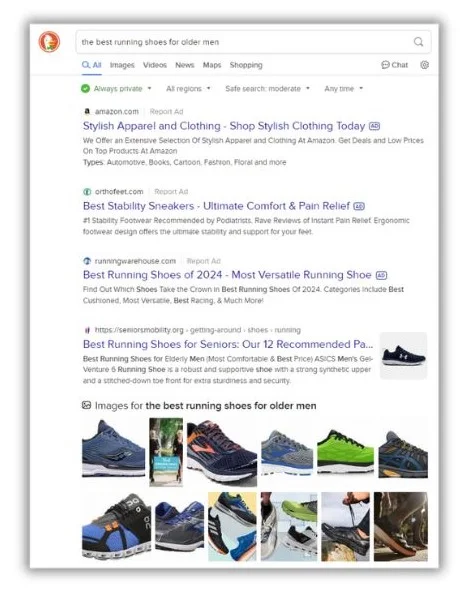 the best running shoes for older men
All Images Videos News Maps Shopping Chat
Always private All regions Safe search: moderate Any time
amazon.com Report Ad
Stylish Apparel and Clothing - Shop Stylish Clothing Today AD
We Offer an Extensive Selection Of Stylish Apparel and Clothing At Amazon. Get Deals and Low Prices
On Top Products At Amazon
Types: Automotive, Books, Cartoon, Fashion, Floral and more
orthofeet.com Report Ad
Best Stability Sneakers - Ultimate Comfort & Pain Relief AD
#1 Stability Footwear Recommended by Podiatrists. Rave Reviews of Instant Pain Relief. Ergonomic
footwear design offers the ultimate stability and support for your feet.
runningwarehouse.com Report Ad
Best Running Shoes of 2024 - Most Versatile Running Shoe AD
Find Out Which Shoes Take the Crown in Best Running Shoes Of 2024. Categories Include Best
Cushioned, Most Versatile, Best Racing, & Much More!
https://seniorsmobility.org › getting-around › shoes › running
Best Running Shoes for Seniors: Our 12 Recommended Pa...
Best Running Shoes for Elderly Men (Most Comfortable & Best Price) ASICS Men's Gel-
Venture 6 Running Shoe is a robust and supportive shoe with a strong synthetic upper
and a stitched-down toe front for extra sturdiness and security.
Images for the best running shoes for older men